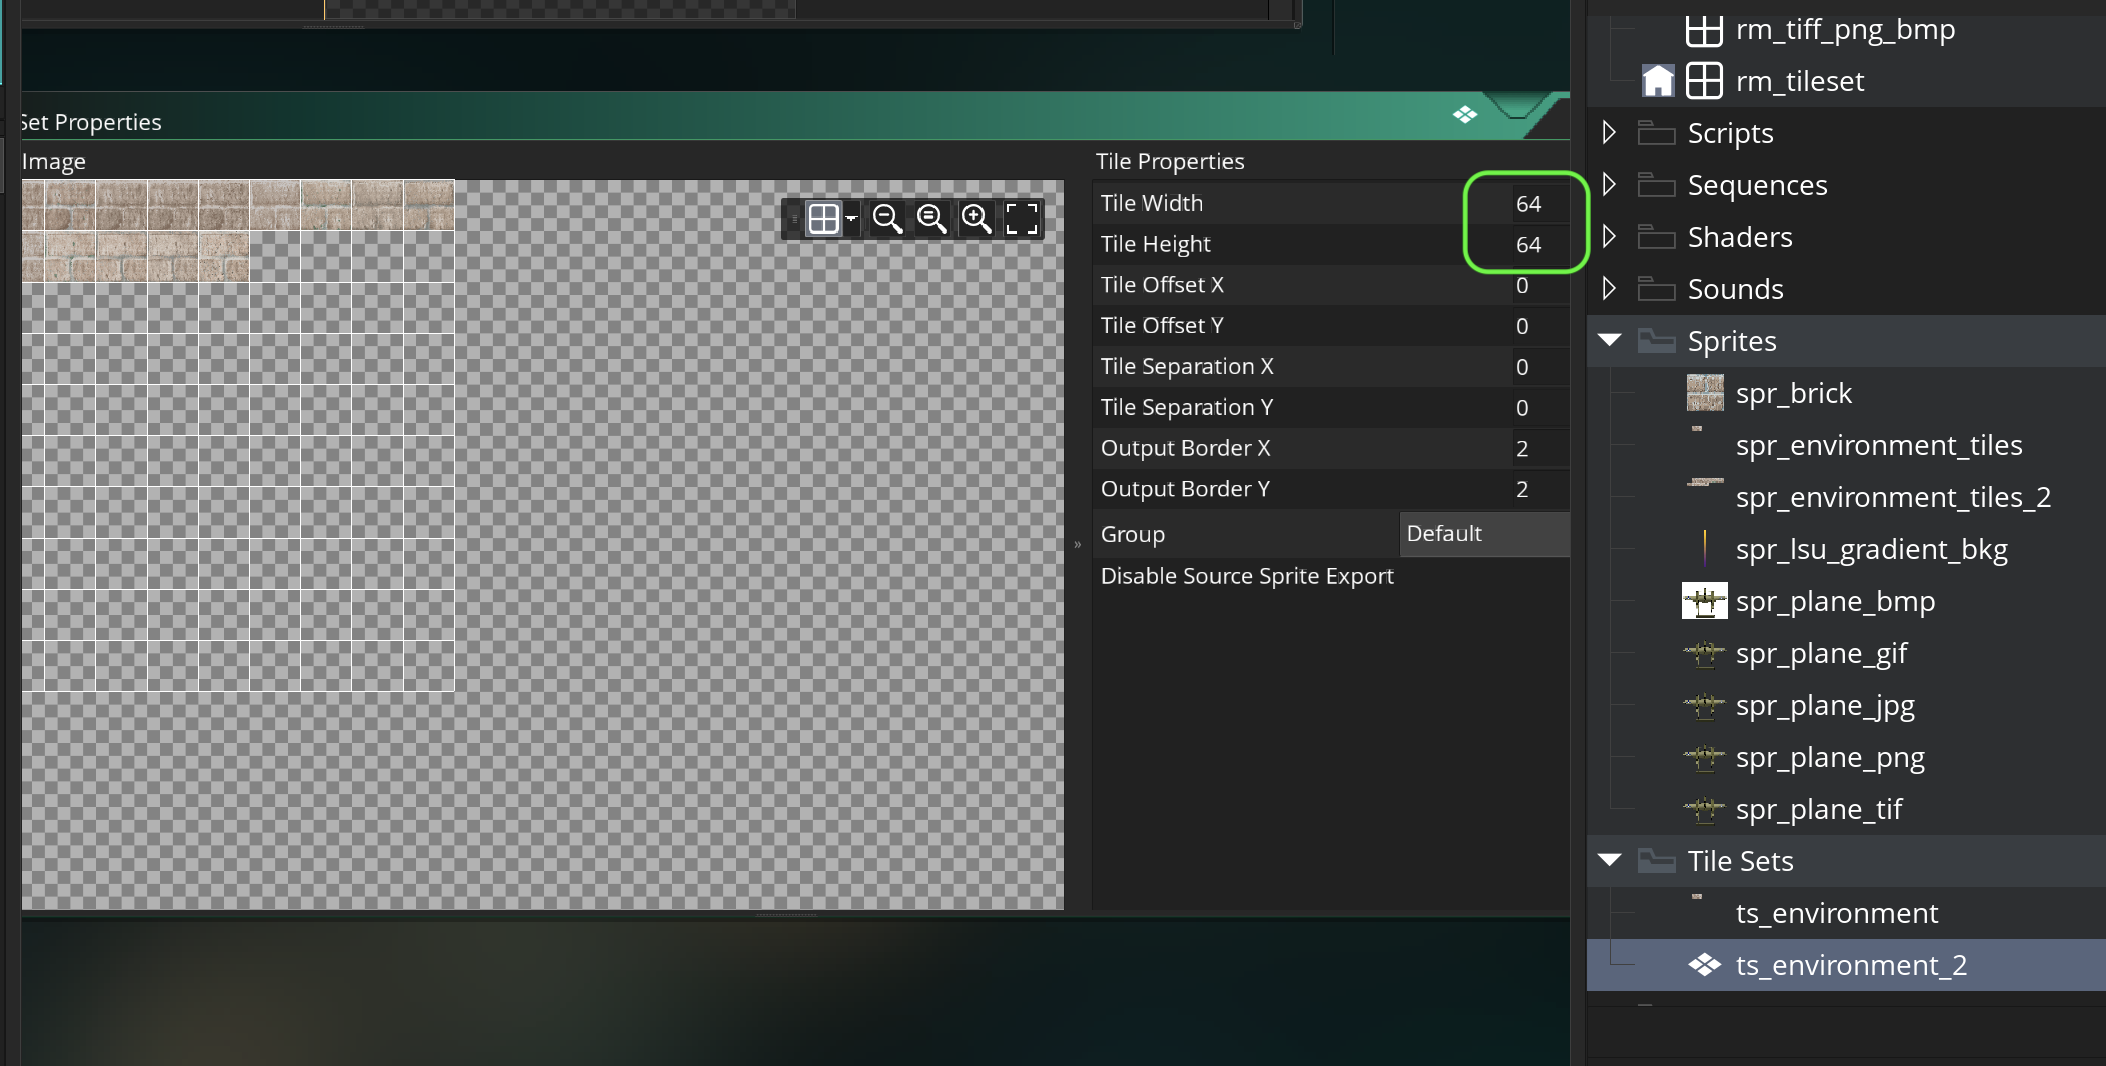 Set Properties
Image
Tile Properties
Tile Width 64
Tile Height 64
Tile Offset X 0
Tile Offset Y 0
Tile Separation X 0
Tile Separation Y 0
Output Border X 2
Output Border Y 2
Group Default
Disable Source Sprite Export
rm_tiff_png_bmp
rm_tileset
Scripts
Sequences
Shaders
Sounds
Sprites
spr_brick
spr_environment_tiles
spr_environment_tiles_2
spr_lsu_gradient_bkg
spr_plane_bmp
spr_plane_gif
spr_plane_jpg
spr_plane_png
spr_plane_tif
Tile Sets
ts_environment
ts_environment_2